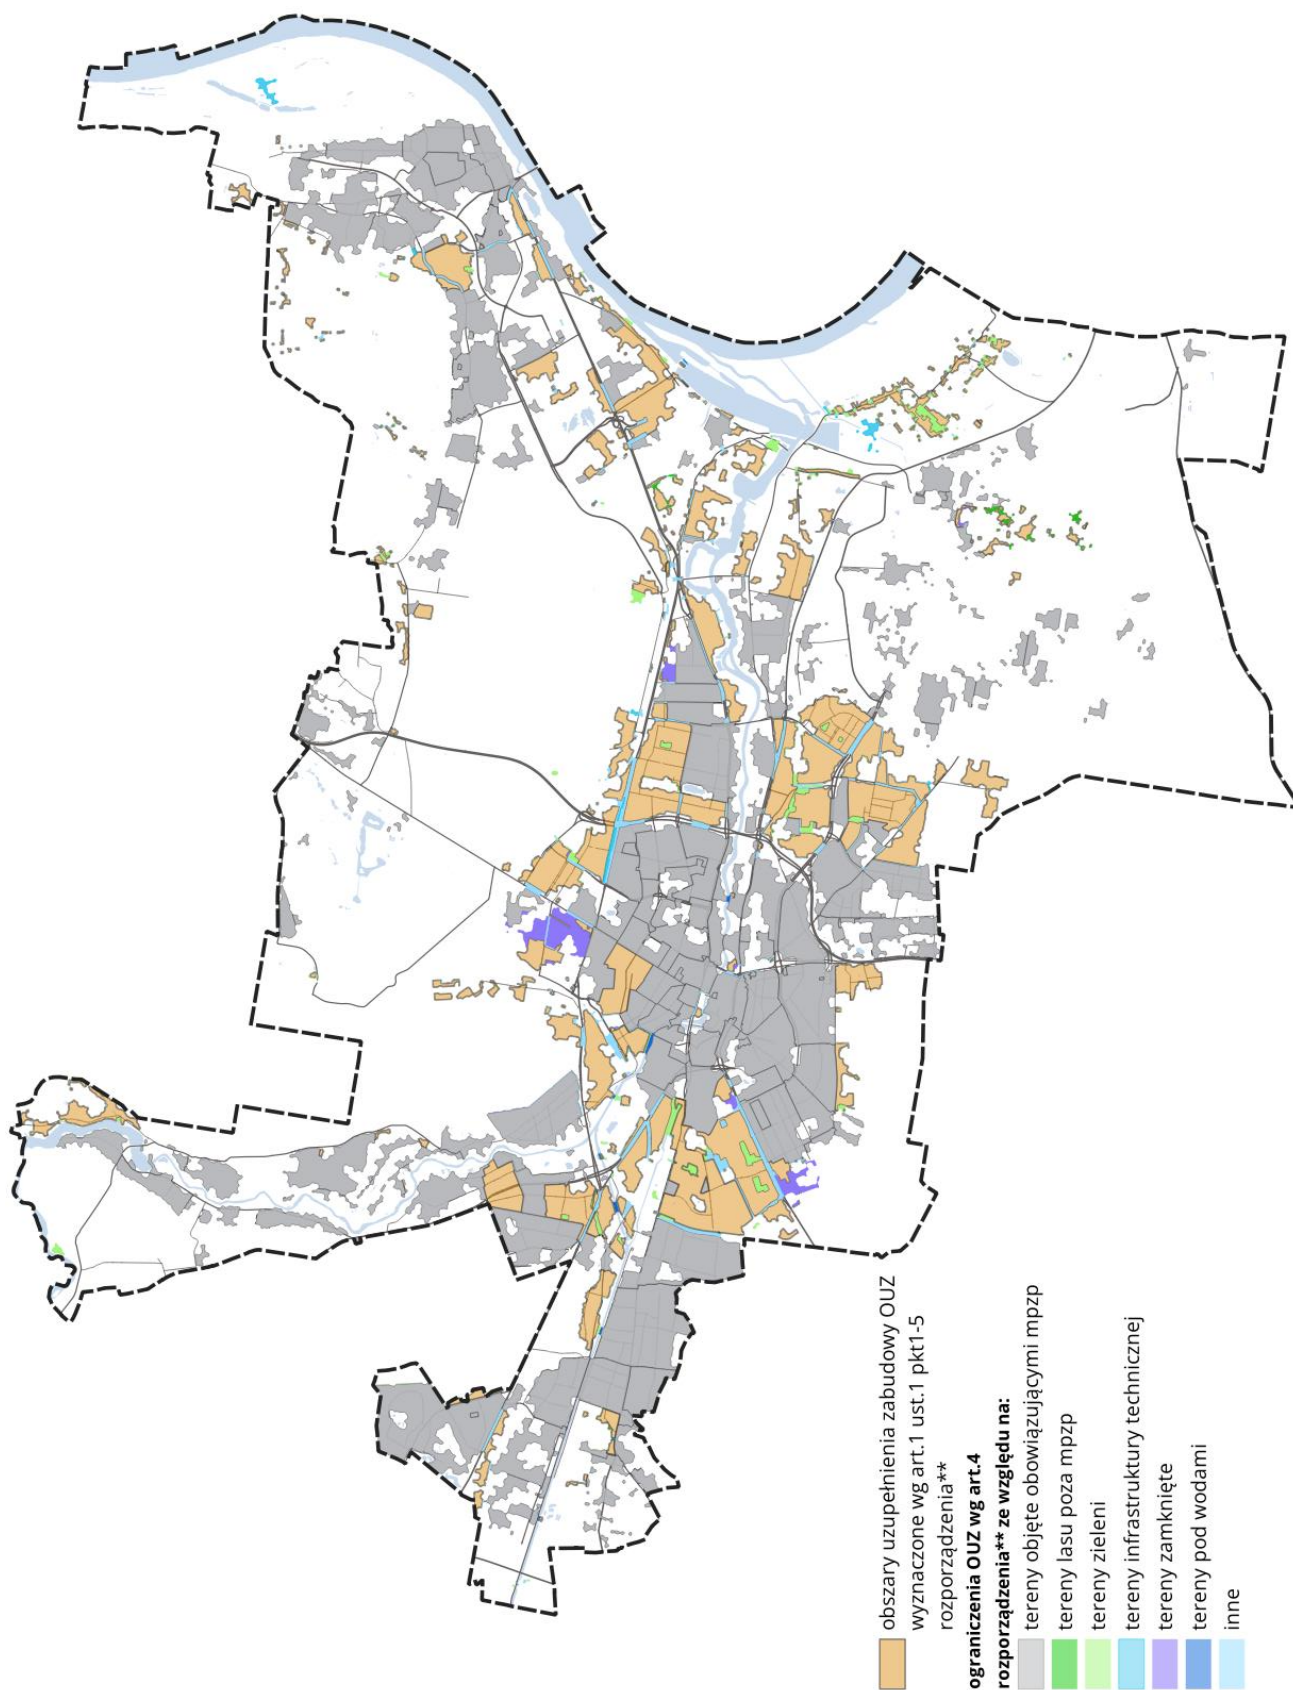 obszary uzupełnienia zabudowy OUZ
wyznaczone wg art.1 ust.1 pkt1-5
rozporządzenia**
ograniczenia OUZ wg art.4
rozporządzenia** ze względu na:
tereny objęte obowiązującymi mpzp
tereny lasu poza mpzp
tereny zieleni
tereny infrastruktury technicznej
tereny zamknięte
tereny pod wodami
inne